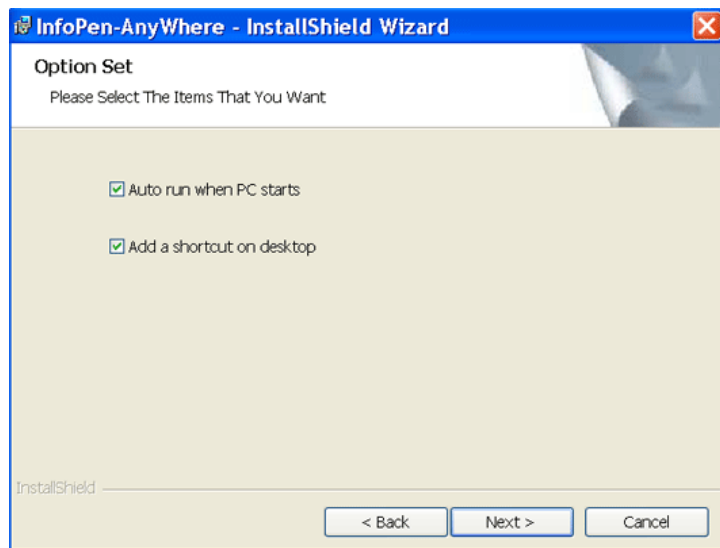 InfoPen-AnyWhere - InstallShield Wizard
Option Set
Please Select The Items That You Want
Auto run when PC starts
Add a shortcut on desktop
InstallShield
< Back
Next >
Cancel